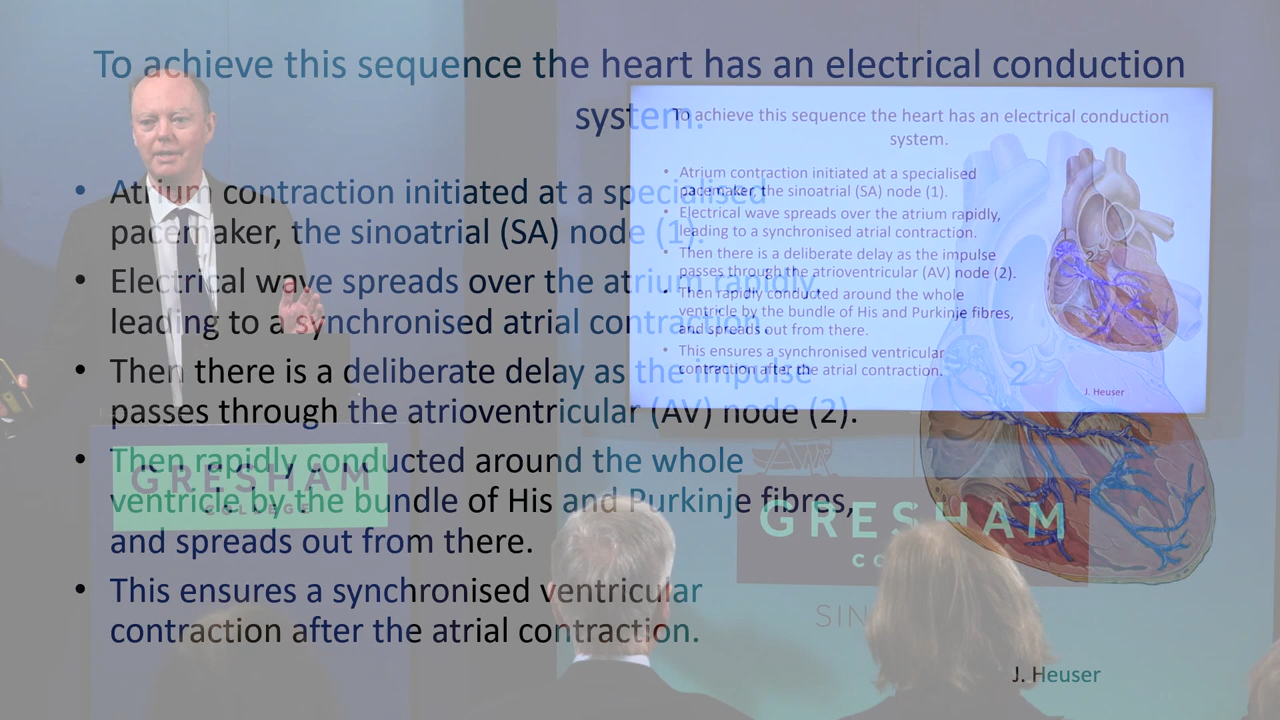 To achieve this sequence the heart has an electrical conduction
system.
• Atrium contraction initiated at a specialised
pacemaker, the sinoatrial (SA) node (1).
• Electrical wave spreads over the atrium rapidly,
leading to a synchronised atrial contraction.
• Then there is a deliberate delay as the impulse
passes through the atrioventricular (AV) node (2).
• Then rapidly conducted around the whole
ventricle by the bundle of His and Purkinje fibres,
and spreads out from there.
• This ensures a synchronised ventricular
contraction after the atrial contraction.
2
J. Heuser
To achieve this sequence the heart has an electrical conduction
system.
• Atrium contraction initiated at a specialised
pacemaker, the sinoatrial (SA) node (1).
• Electrical wave spreads over the atrium rapidly,
leading to a synchronised atrial contraction.
• Then there is a deliberate delay as the impulse
passes through the atrioventricular (AV) node (2).
• Then rapidly conducted around the whole
ventricle by the bundle of His and Purkinje fibres,
and spreads out from there.
• This ensures a synchronised ventricular
contraction after the atrial contraction.
2
J. Heuser
GRESHAM
COLLEGE
GRESHAM